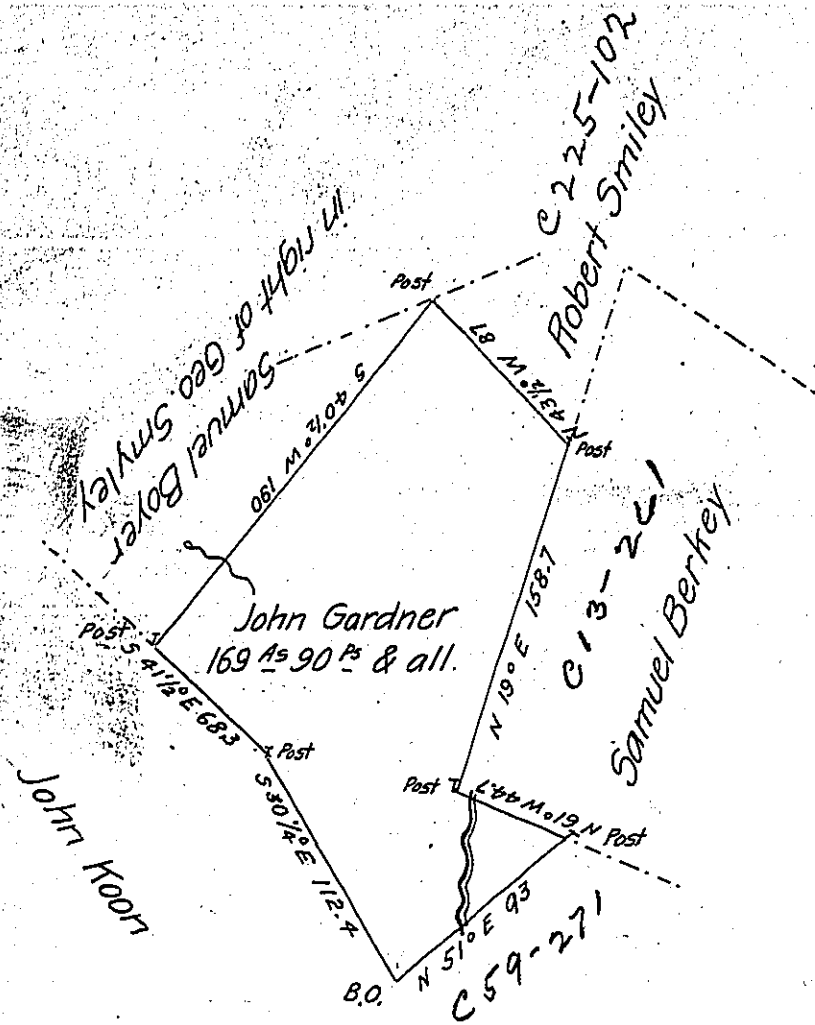 C225-102
Robert Smiley
in right of Geo. Smyley
Samuel Boyer
Post
S 40½° W 190
N 43½° W 87
Post
N 19° E 158.7
C13-261
Samuel Berkey
John Gardner
169 As 90 Ps & all.
Post
S 41½° E 68.3
Post
S 30¼° E 112.4
John Koon
Post
N 61° W 44.7
Post
N 51° E 93
B.O.
C59-271